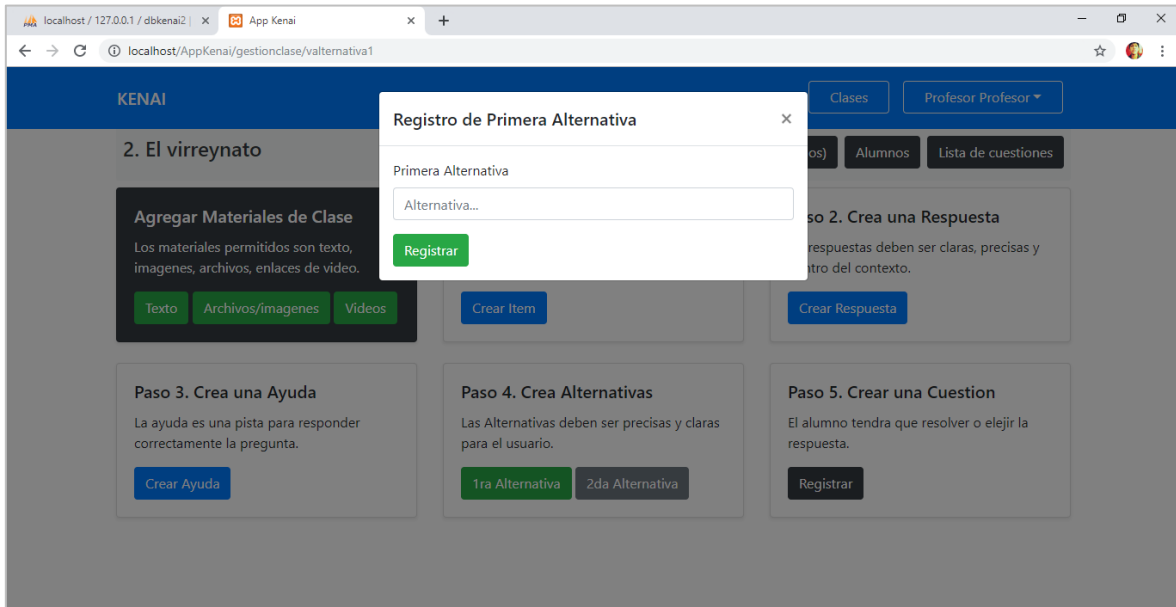 localhost / 127.0.0.1 / dbkenai2 |
App Kenai
localhost/AppKenai/gestionclase/valternativa1
KENAI
Clases
Profesor Profesor
Registro de Primera Alternativa
×
Primera Alternativa
Alternativa...
Registrar
2. El virreynato
os)
Alumnos
Lista de cuestiones
Agregar Materiales de Clase
Los materiales permitidos son texto,
imagenes, archivos, enlaces de video.
Texto
Archivos/imagenes
Videos
Crear Item
so 2. Crea una Respuesta
respuestas deben ser claras, precisas y
ntro del contexto.
Crear Respuesta
Paso 3. Crea una Ayuda
La ayuda es una pista para responder
correctamente la pregunta.
Crear Ayuda
Paso 4. Crea Alternativas
Las Alternativas deben ser precisas y claras
para el usuario.
1ra Alternativa
2da Alternativa
Paso 5. Crear una Cuestion
El alumno tendra que resolver o elejir la
respuesta.
Registrar